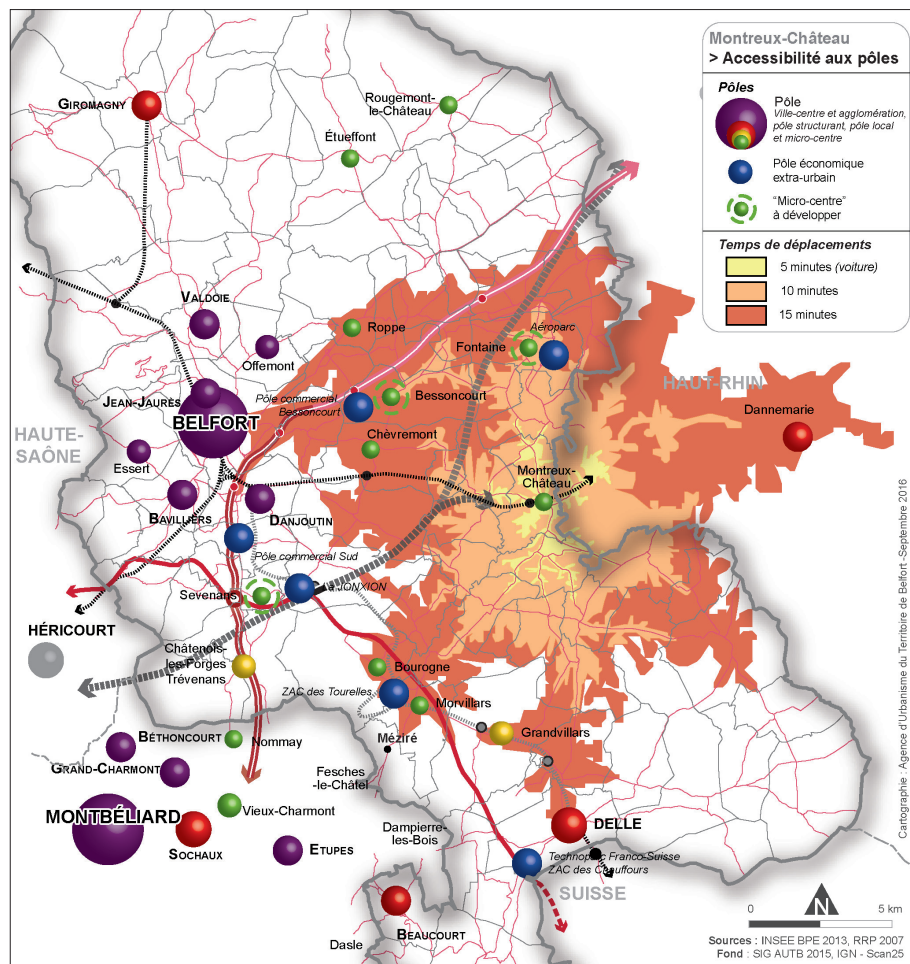 Montreux-Château
> Accessibilité aux pôles
Pôles
Pôle
Ville-centre et agglomération,
pôle structurant, pôle local
et micro-centre
Pôle économique
extra-urbain
"Micro-centre"
à développer
Temps de déplacements
5 minutes (voiture)
10 minutes
15 minutes
GIROMAGNY
Rougemont-
le-Château
Étueffont
VALDOIE
Offemont
Roppe
Aéroparc
Fontaine
HAUT-RHIN
JEAN-JAURÈS
BELFORT
Pôle commercial
Bessoncourt
Bessoncourt
Dannemarie
HAUTE-
SAÔNE
Chèvremont
Essert
Montreux-
Château
BAVILLIERS
DANJOUTIN
Pôle commercial Sud
Sevenans
La JONXION
HÉRICOURT
Châtenois-
les-Forges
Trévenans
Bourogne
ZAC des Tourelles
Morvillars
Méziré
Grandvillars
BÉTHONCOURT
Nommay
GRAND-CHARMONT
Fesches
-le-Châtel
Vieux-Charmont
MONTBÉLIARD
SOCHAUX
ETUPES
Dampierre-
les-Bois
DELLE
Technoparc Franco-Suisse
ZAC des Chauffours
SUISSE
BEAUCOURT
Dasle
N
0 5 km
Sources : INSEE BPE 2013, RRP 2007
Fond : SIG AUTB 2015, IGN - Scan25
Cartographie : Agence d'Urbanisme du Territoire de Belfort -Septembre 2016